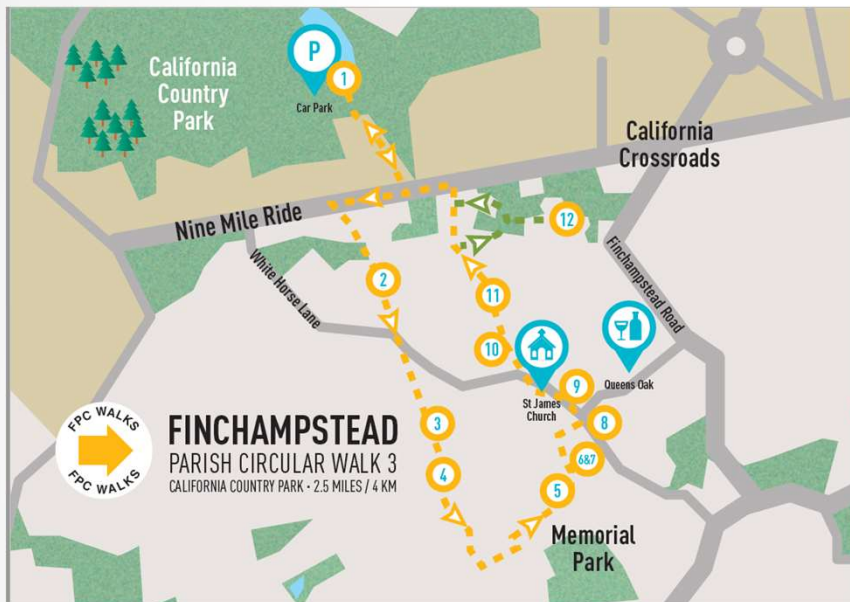 P
1
Car Park
California
Country
Park
California
Crossroads
Nine Mile Ride
12
White Horse Lane
2
11
Finchampstead Road
10
St James
Church
9
Queens Oak
8
FPC WALKS
FPC WALKS
FINCHAMPSTEAD
PARISH CIRCULAR WALK 3
CALIFORNIA COUNTRY PARK • 2.5 MILES / 4 KM
3
4
6&7
5
Memorial
Park